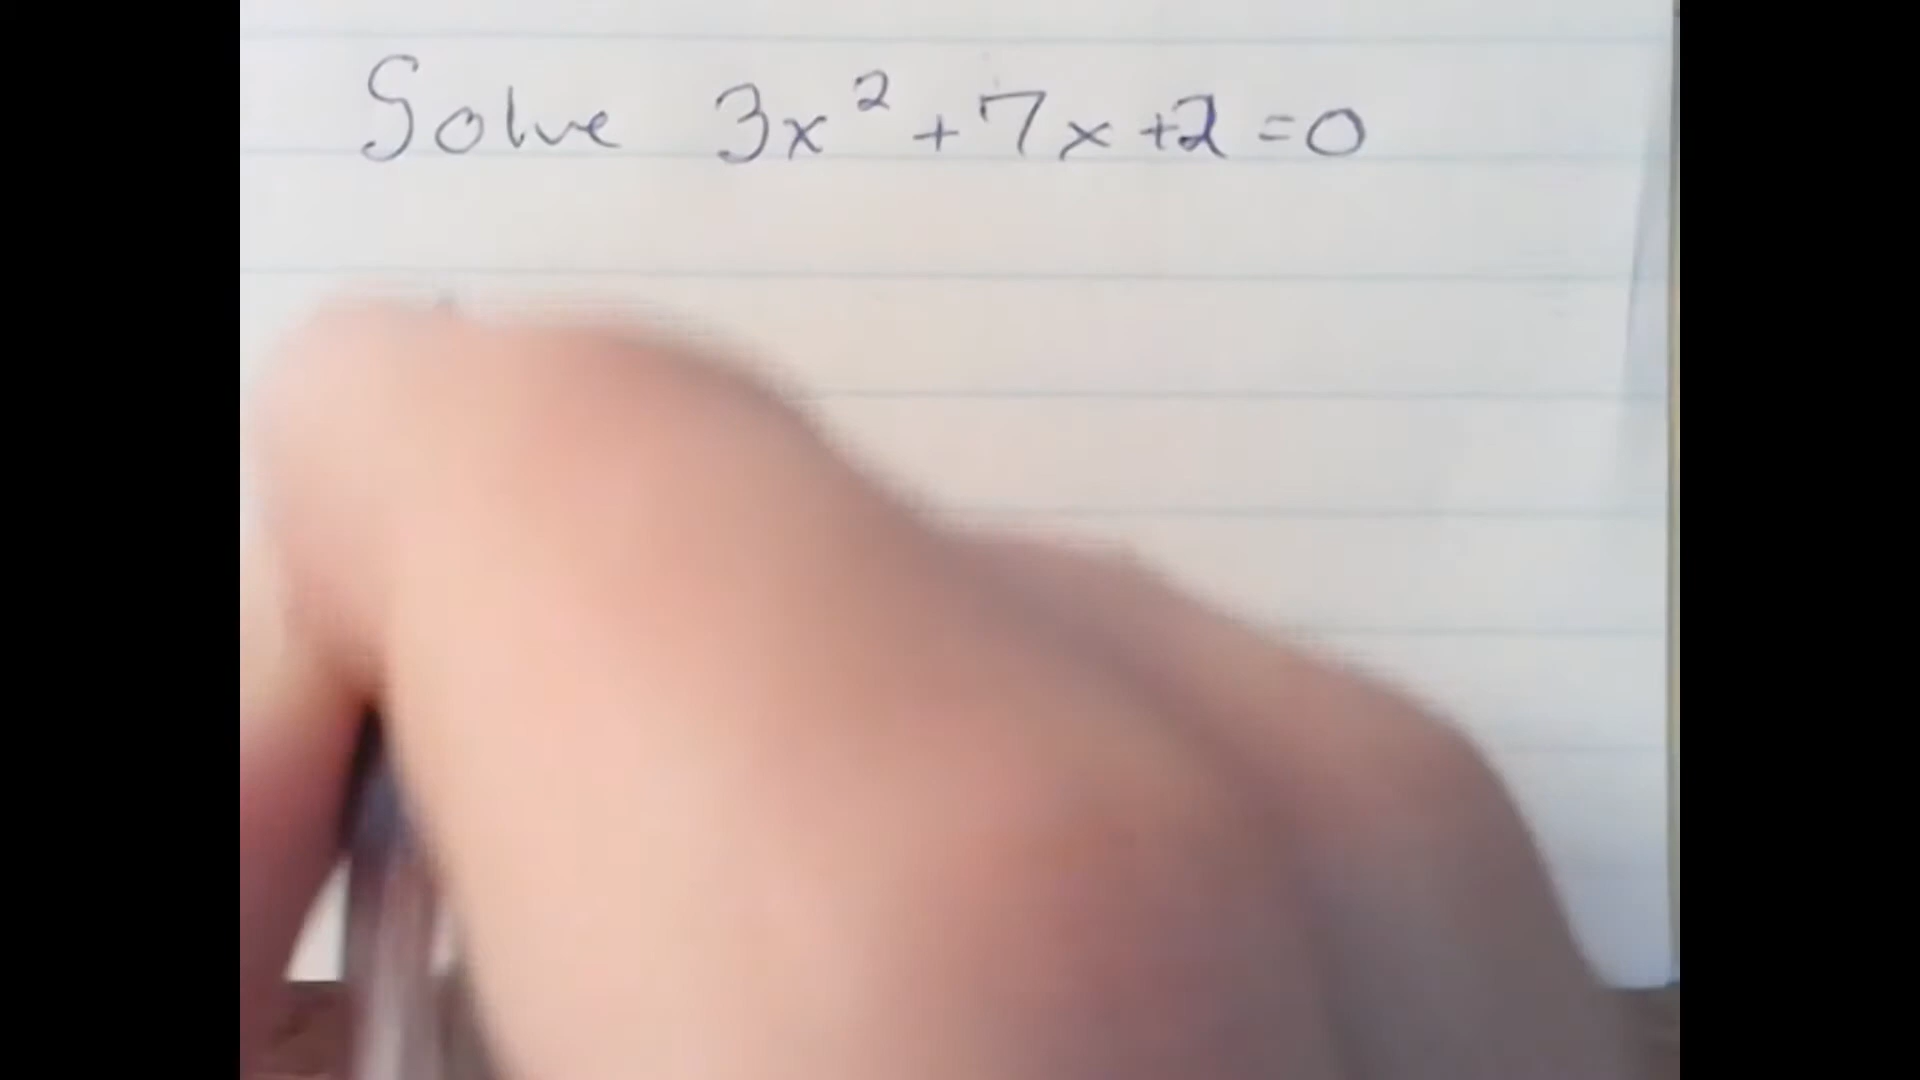 Solve 3x² + 7x + 2 = 0